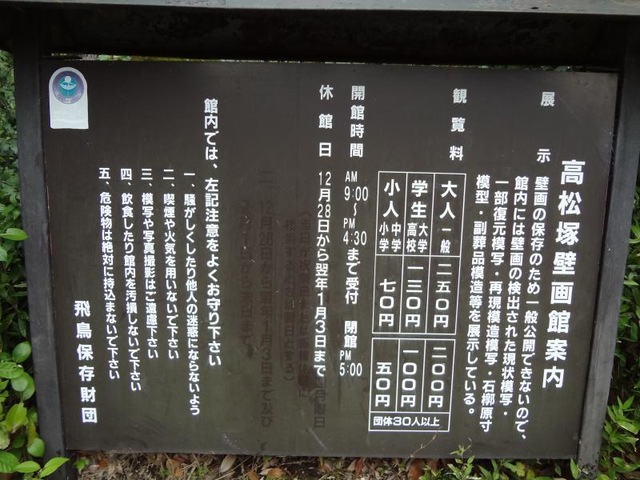 高松塚壁画館案内
展示 壁画の保存のため一般公開できないので、
館内には壁画の検出された現状模写・
一部復元模写・再現模造模写・石槨原寸
模型・副葬品模造等を展示している。
観覧料
大人 一般 二五〇円 二〇〇円
学生 大学 高校 一三〇円 一〇〇円
小人 中学 小学 七〇円 五〇円
団体30人以上
開館時間 AM 9:00 〜 PM 4:30 まで受付 閉館 PM 5:00
休館日 12月28日から翌年1月3日まで
館内では、左記注意をよくお守り下さい
一、騒がしくしたり他人の迷惑にならないよう
二、喫煙や火気を用いないで下さい
三、模写や写真撮影はご遠慮下さい
四、飲食したり館内を汚損しないで下さい
五、危険物は絶対に持込まないで下さい
飛鳥保存財団